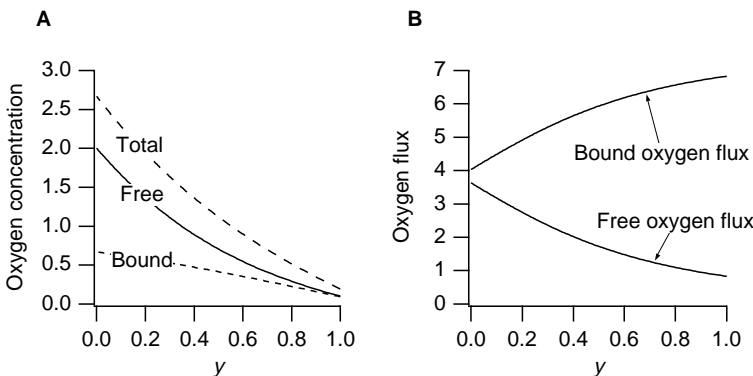 A
Oxygen concentration
3.0
2.5
2.0
1.5
1.0
0.5
0.0
Total
Free
Bound
0.0 0.2 0.4 0.6 0.8 1.0
y
B
Oxygen flux
7
6
5
4
3
2
1
0
Bound oxygen flux
Free oxygen flux
0.0 0.2 0.4 0.6 0.8 1.0
y